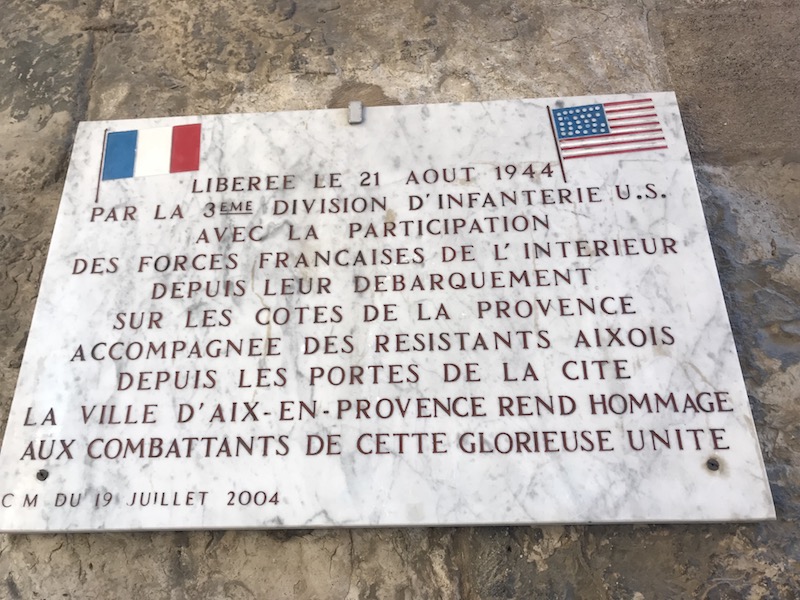 LIBEREE LE 21 AOUT 1944
PAR LA 3EME DIVISION D'INFANTERIE U.S.
AVEC LA PARTICIPATION
DES FORCES FRANCAISES DE L'INTERIEUR
DEPUIS LEUR DEBARQUEMENT
SUR LES COTES DE LA PROVENCE
ACCOMPAGNEE DES RESISTANTS AIXOIS
DEPUIS LES PORTES DE LA CITE
LA VILLE D'AIX-EN-PROVENCE REND HOMMAGE
AUX COMBATTANTS DE CETTE GLORIEUSE UNITE
C M DU 19 JUILLET 2004